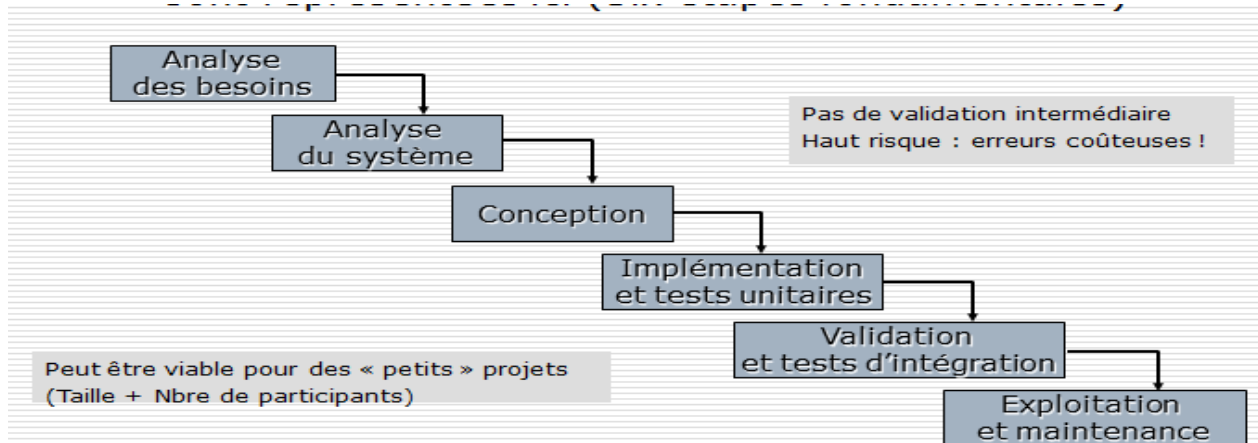 Analyse
des besoins
Analyse
du système
Pas de validation intermédiaire
Haut risque : erreurs coûteuses !
Conception
Implémentation
et tests unitaires
Validation
et tests d’intégration
Peut être viable pour des « petits » projets
(Taille + Nbre de participants)
Exploitation
et maintenance